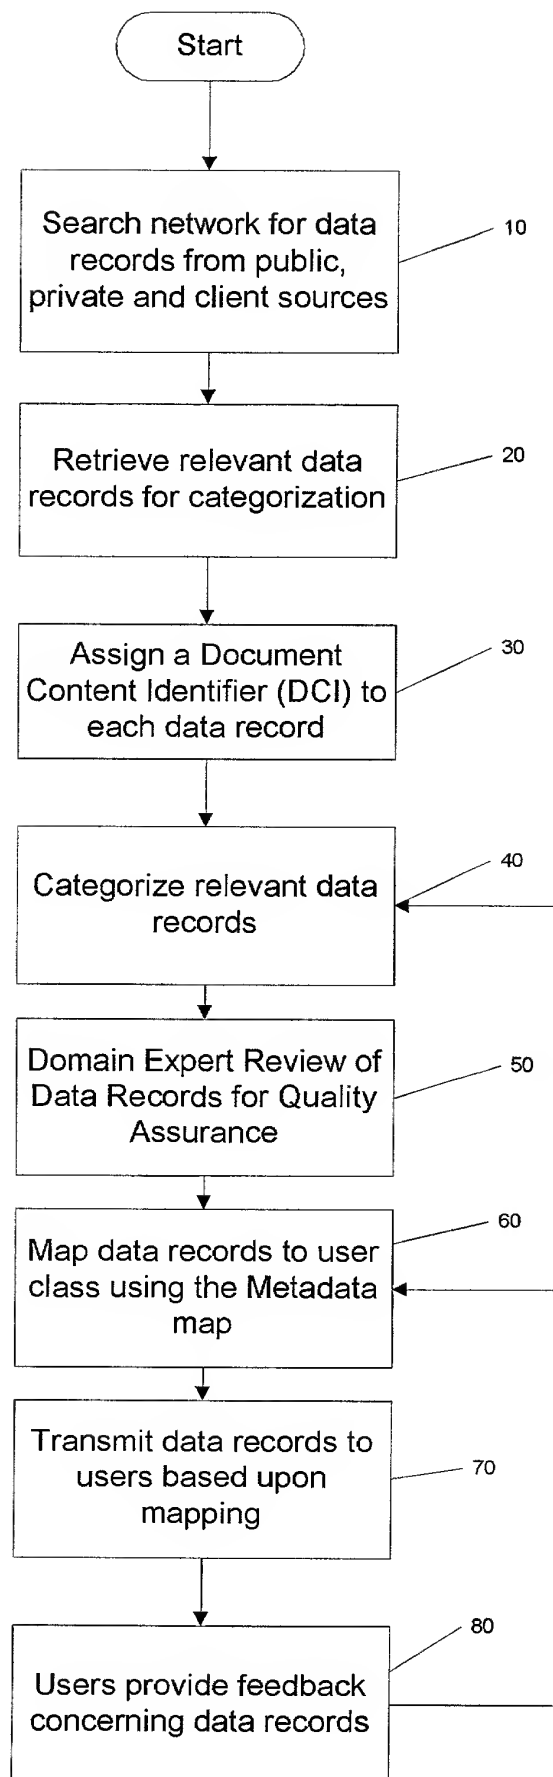 Start
Search network for data
records from public,
private and client sources
10
Retrieve relevant data
records for categorization
20
Assign a Document
Content Identifier (DCI) to
each data record
30
Categorize relevant data
records
40
Domain Expert Review of
Data Records for Quality
Assurance
50
Map data records to user
class using the Metadata
map
60
Transmit data records to
users based upon
mapping
70
Users provide feedback
concerning data records
80